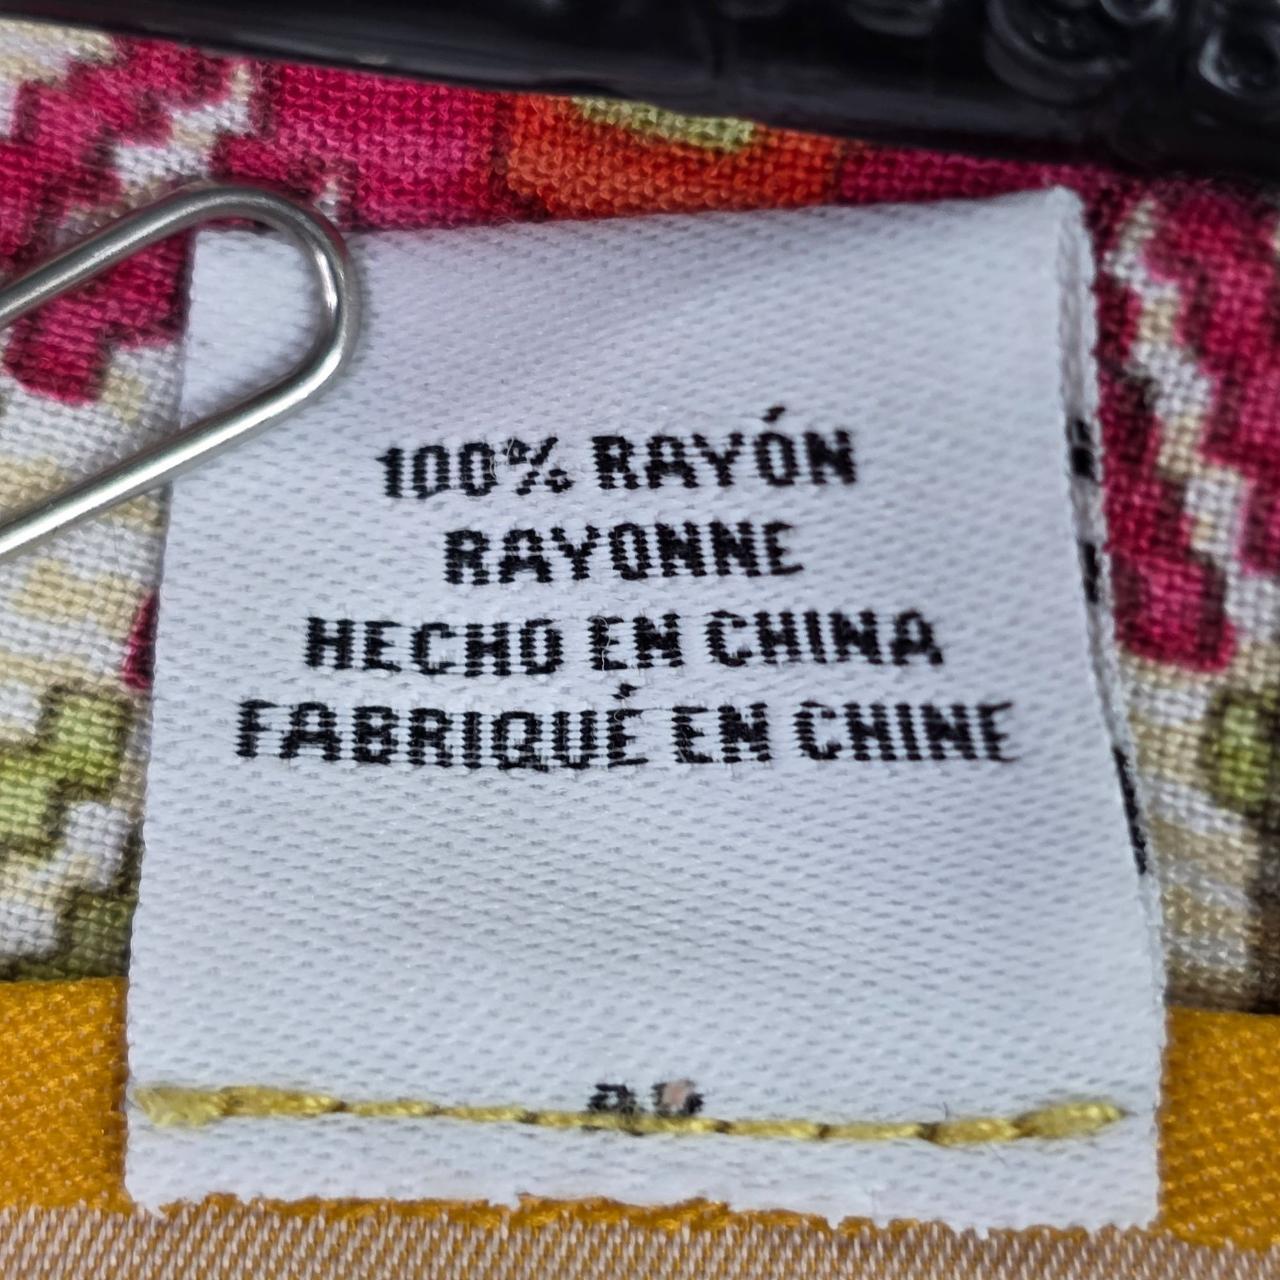 100% RAYÓN
RAYONNE
HECHO EN CHINA
FABRIQUÉ EN CHINE